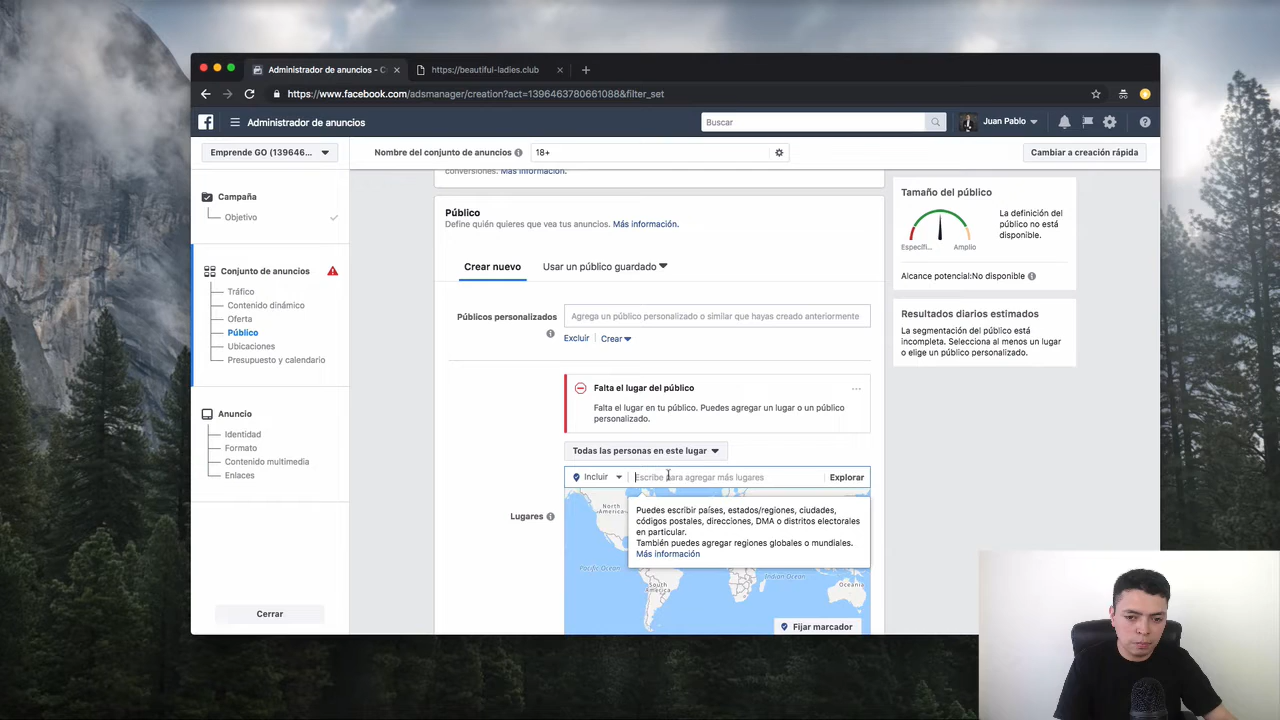 Administrador de anuncios - C
https://beautiful-ladies.club
https://www.facebook.com/adsmanager/creation?act=1396463780661088&filter_set
Administrador de anuncios
Buscar
Juan Pablo
Emprende GO (139646...
Nombre del conjunto de anuncios
18+
Cambiar a creación rápida
Campaña
Objetivo
Conjunto de anuncios
Tráfico
Contenido dinámico
Oferta
Público
Ubicaciones
Presupuesto y calendario
Anuncio
Identidad
Formato
Contenido multimedia
Enlaces
Cerrar
conversiones. Más información.
Público
Define quién quieres que vea tus anuncios. Más información.
Crear nuevo
Usar un público guardado
Públicos personalizados
Agrega un público personalizado o similar que hayas creado anteriormente
Excluir
Crear
Falta el lugar del público
Falta el lugar en tu público. Puedes agregar un lugar o un público
personalizado.
Todas las personas en este lugar
Incluir
Escribe para agregar más lugares
Explorar
Lugares
Puedes escribir países, estados/regiones, ciudades,
códigos postales, direcciones, DMA o distritos electorales
en particular.
También puedes agregar regiones globales o mundiales.
Más información
North
America
Pacific Ocean
South
America
Indian Ocean
Oceania
Fijar marcador
Tamaño del público
La definición del
público no está
disponible.
Específi...
Amplio
Alcance potencial:No disponible
Resultados diarios estimados
La segmentación del público está
incompleta. Selecciona al menos un lugar
o elige un público personalizado.